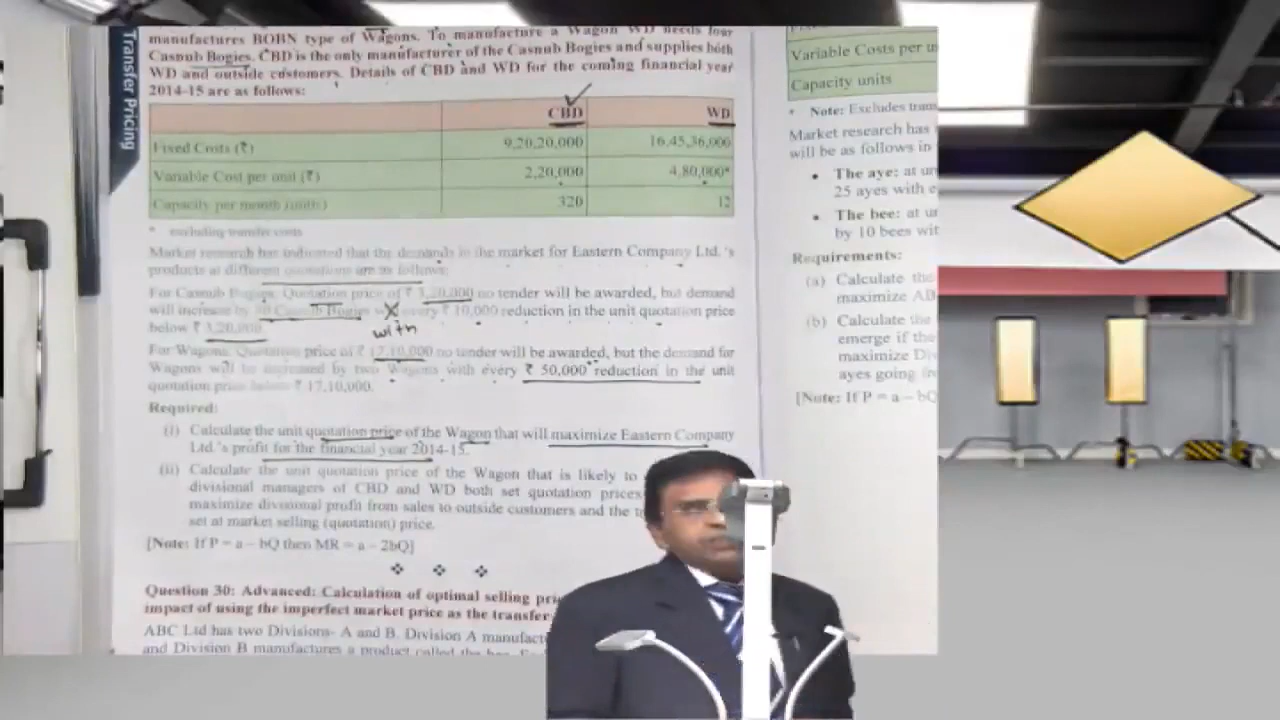 Transfer Pricing
manufactures BOBN type of Wagons. To manufacture a Wagon WD needs four
Casnub Bogies. CBD is the only manufacturer of the Casnub Bogies and supplies both
WD and outside customers. Details of CBD and WD for the coming financial year
2014-15 are as follows:
CBD WD
Fixed Costs (₹) 9,20,20,000 16,45,36,000
Variable Cost per unit (₹) 2,20,000 4,80,000*
Capacity per month (units) 320 12
* excluding transfer costs
Market research has indicated that the demands in the market for Eastern Company Ltd.'s
products at different quotations are as follows:
For Casnub Bogies: Quotation price of ₹ 3,20,000 no tender will be awarded, but demand
will increase by Casnub Bogies every ₹ 10,000 reduction in the unit quotation price
below ₹ 3,20,000
with
For Wagons: Quotation price of ₹ 17,10,000 no tender will be awarded, but the demand for
Wagons will be increased by two Wagons with every ₹ 50,000 reduction in the unit
quotation price below ₹ 17,10,000.
Required:
(i) Calculate the unit quotation price of the Wagon that will maximize Eastern Company
Ltd.'s profit for the financial year 2014-15.
(ii) Calculate the unit quotation price of the Wagon that is likely to
divisional managers of CBD and WD both set quotation prices
maximize divisional profit from sales to outside customers and the
set at market selling (quotation) price.
[Note: If P = a – bQ then MR = a – 2bQ]
Question 30: Advanced: Calculation of optimal selling
impact of using the imperfect market price as the transfer
ABC Ltd has two Divisions- A and B. Division A
and Division B manufactures a product called the bee.
Variable Costs per
Capacity units
* Note: Excludes
Market research has
will be as follows in
• The aye: at
25 ayes with
• The bee: at
by 10 bees
Requirements:
(a) Calculate the
maximize
(b) Calculate the
emerge if the
maximize
ayes going
[Note: If P = a – bQ